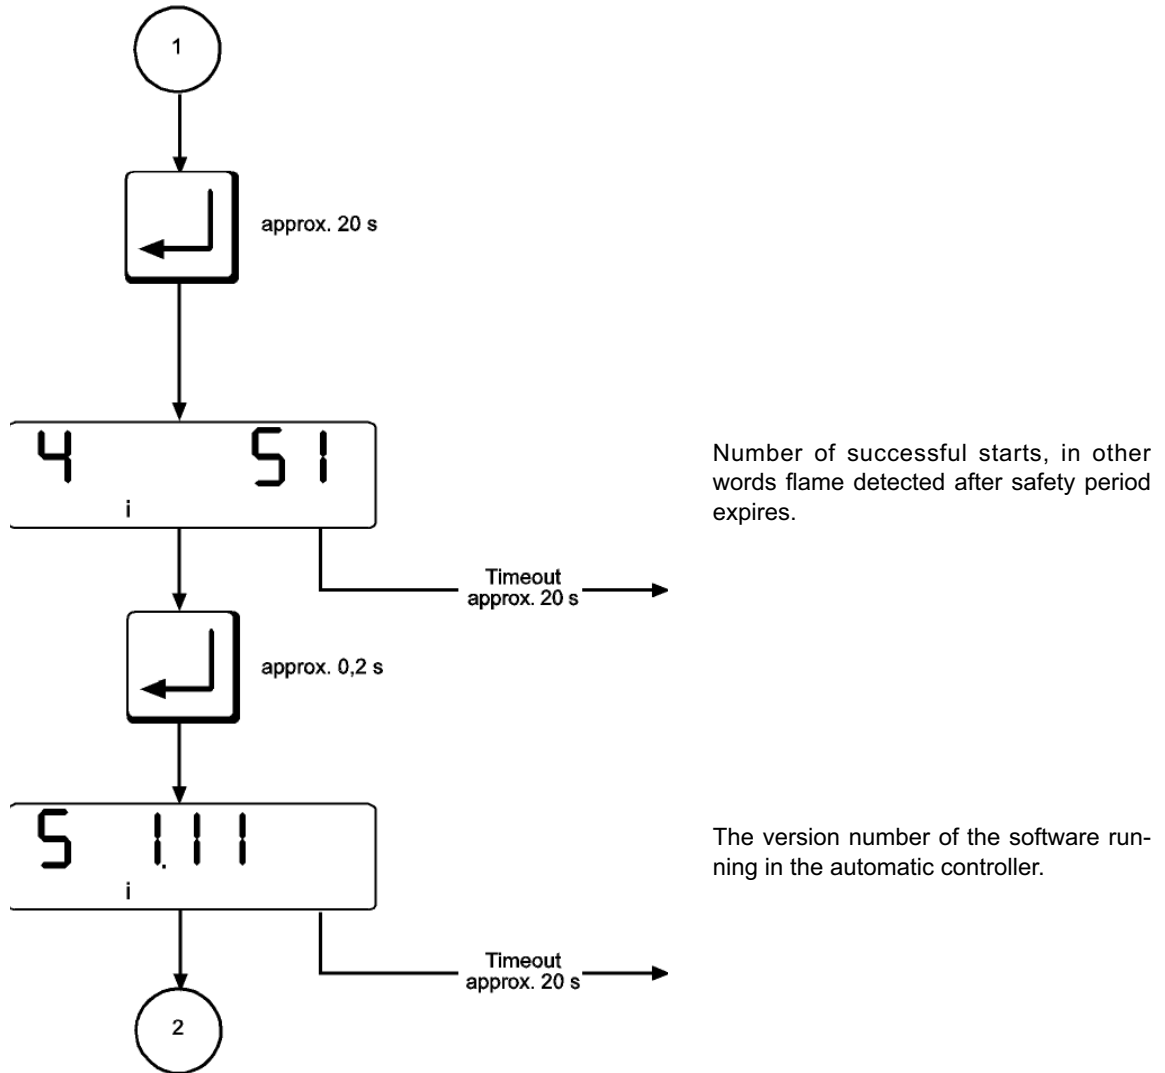 1
approx. 20 s
4 51
i
Number of successful starts, in other
words flame detected after safety period
expires.
Timeout
approx. 20 s
approx. 0,2 s
5 1.11
i
The version number of the software run-
ning in the automatic controller.
Timeout
approx. 20 s
2